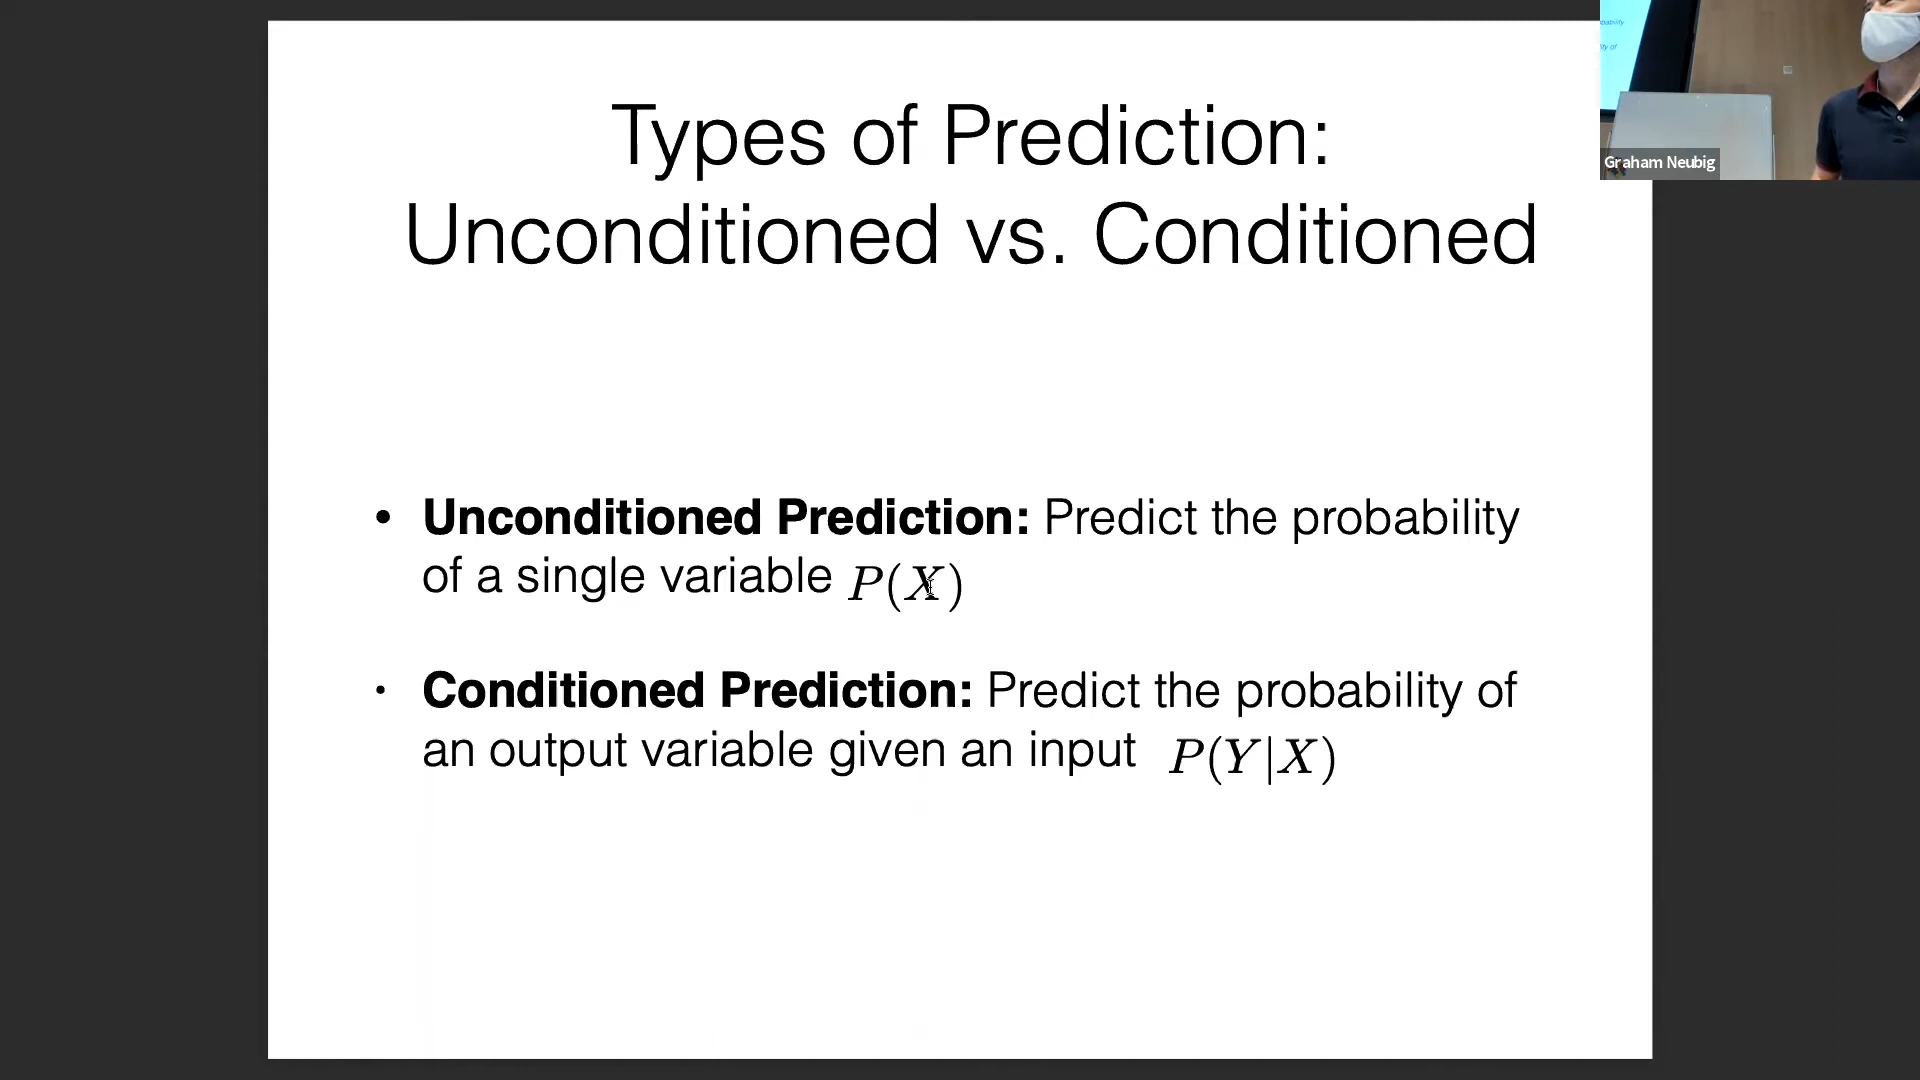 Types of Prediction:
Unconditioned vs. Conditioned
• Unconditioned Prediction: Predict the probability
of a single variable P(X)
• Conditioned Prediction: Predict the probability of
an output variable given an input P(Y|X)
Graham Neubig